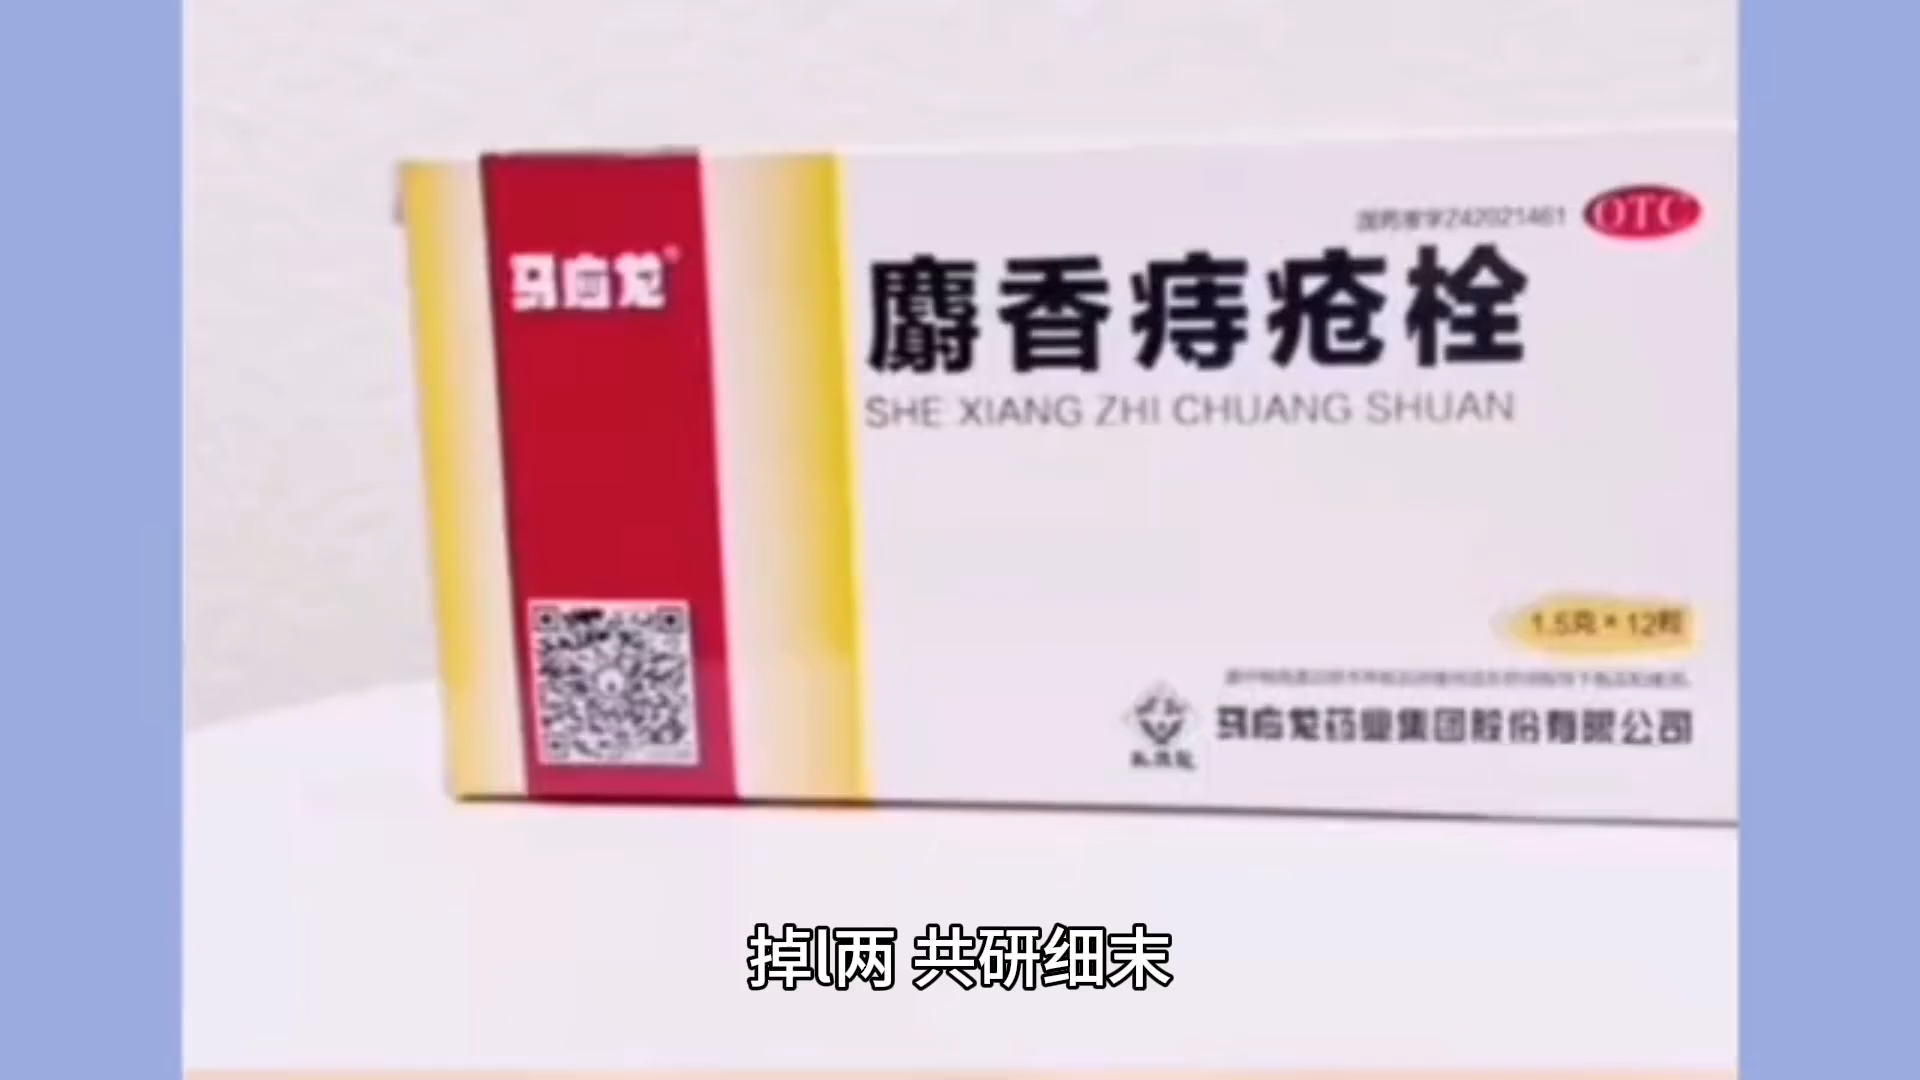 国药准字Z42021461
OTC
马应龙®
麝香痔疮栓
SHE XIANG ZHI CHUANG SHUAN
1.5克*12粒
马应龙药业集团股份有限公司
掉l两 共研细末